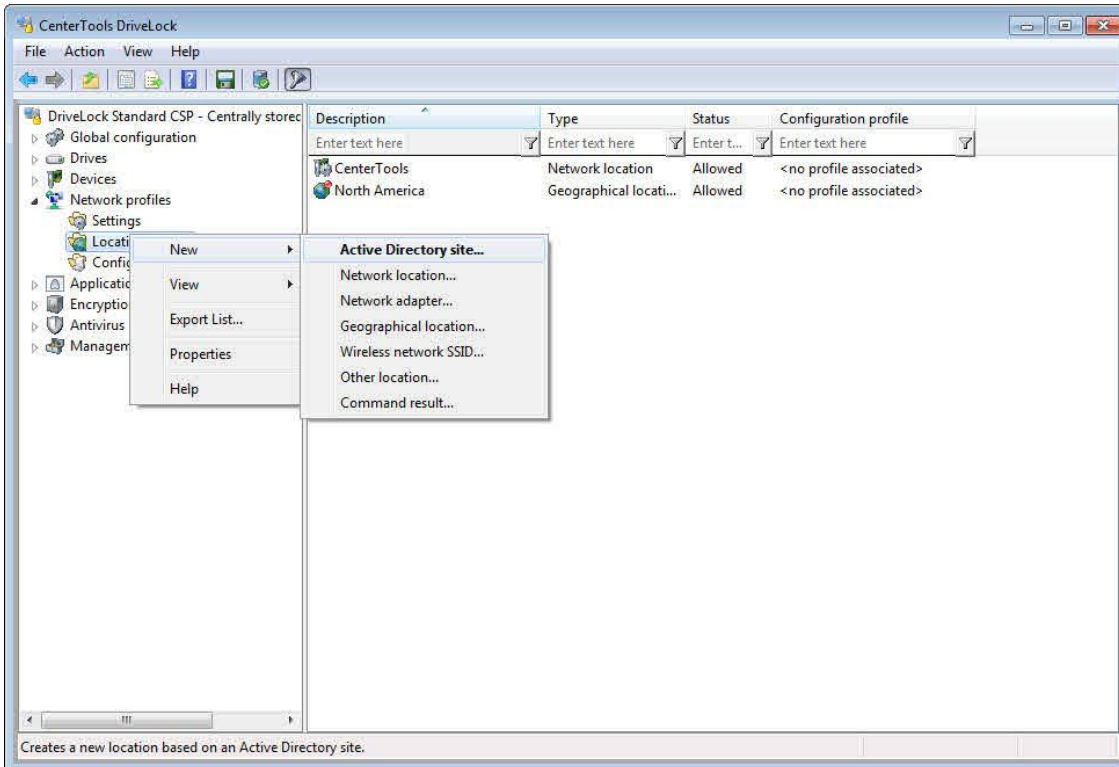 CenterTools DriveLock
File Action View Help
DriveLock Standard CSP - Centrally stored
Description Type Status Configuration profile
Global configuration
Enter text here Enter text here Enter t... Enter text here
Drives
CenterTools Network location Allowed <no profile associated>
Devices
North America Geographical locati... Allowed <no profile associated>
Network profiles
Settings
Locati
Config
Applicatic
Encryptio
Antivirus
Managem
New
View
Export List...
Properties
Help
Active Directory site...
Network location...
Network adapter...
Geographical location...
Wireless network SSID...
Other location...
Command result...
Creates a new location based on an Active Directory site.